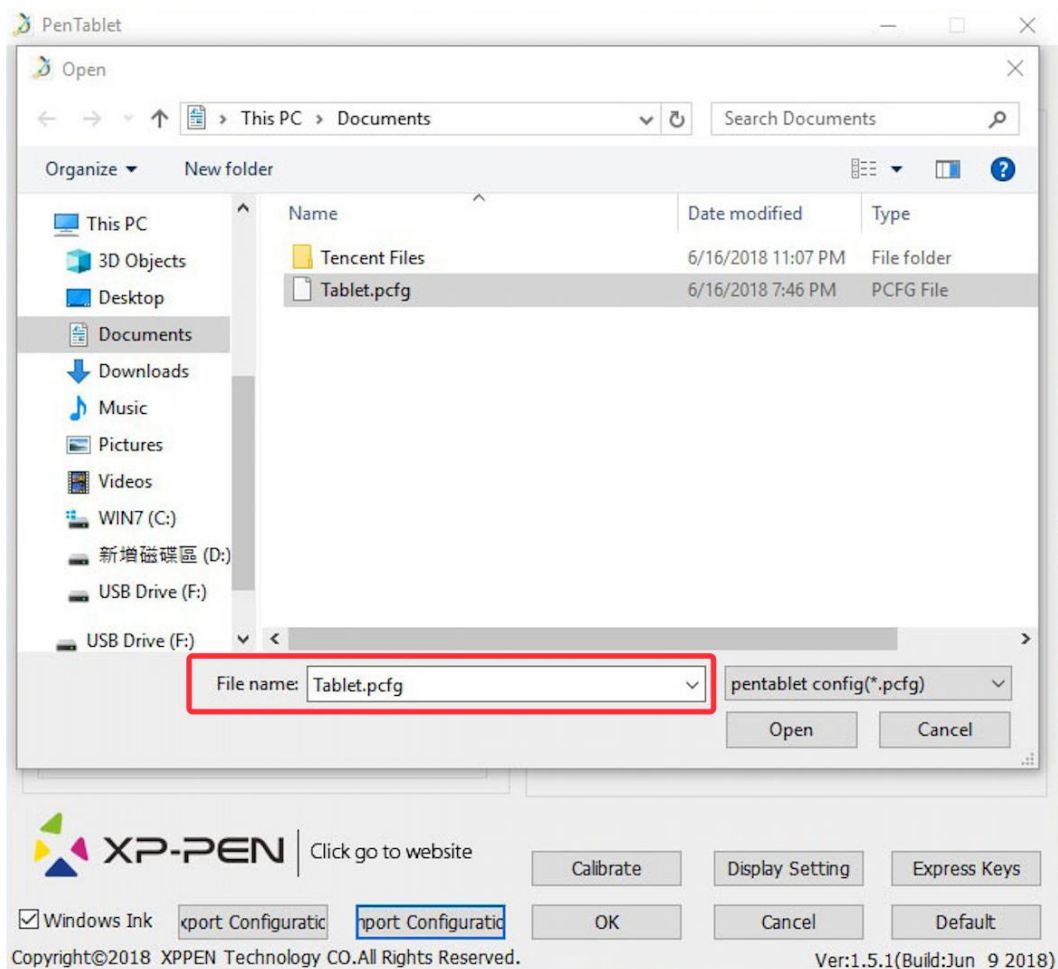 PenTablet
Open
This PC > Documents
Search Documents
Organize
New folder
Name
Date modified
Type
This PC
3D Objects
Desktop
Documents
Downloads
Music
Pictures
Videos
WIN7 (C:)
新增磁碟區 (D:)
USB Drive (F:)
USB Drive (F:)
Tencent Files 6/16/2018 11:07 PM File folder
Tablet.pcfg 6/16/2018 7:46 PM PCFG File
File name: Tablet.pcfg
pentablet config(*.pcfg)
Open
Cancel
XP-PEN
Click go to website
Calibrate
Display Setting
Express Keys
Windows Ink
xport Configuratic
nport Configuratic
OK
Cancel
Default
Copyright©2018 XPPEN Technology CO.All Rights Reserved.
Ver:1.5.1(Build:Jun 9 2018)